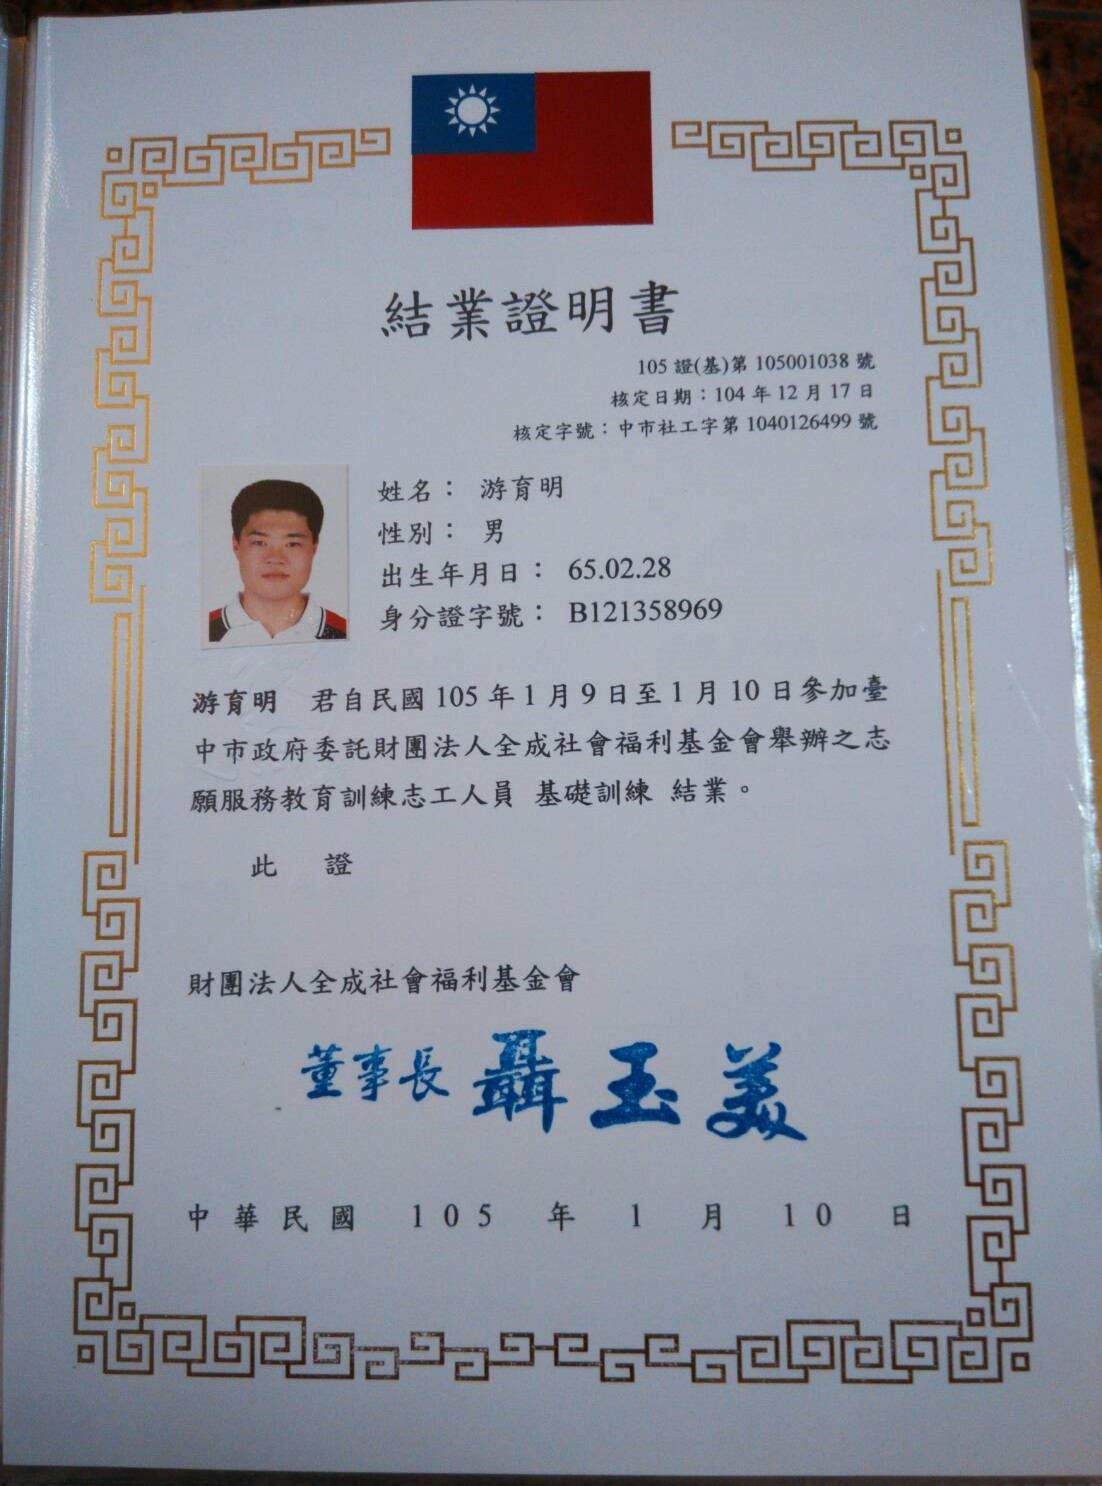 結業證明書
105 證(基)第 105001038 號
核定日期：104 年 12 月 17 日
核定字號：中市社工字第 1040126499 號
姓名： 游育明
性別： 男
出生年月日： 65.02.28
身分證字號： B121358969
游育明 君自民國 105 年 1 月 9 日至 1 月 10 日參加臺
中市政府委託財團法人全成社會福利基金會舉辦之志
願服務教育訓練志工人員 基礎訓練 結業。
此 證
財團法人全成社會福利基金會
董事長 聶玉美
中華民國 105 年 1 月 10 日